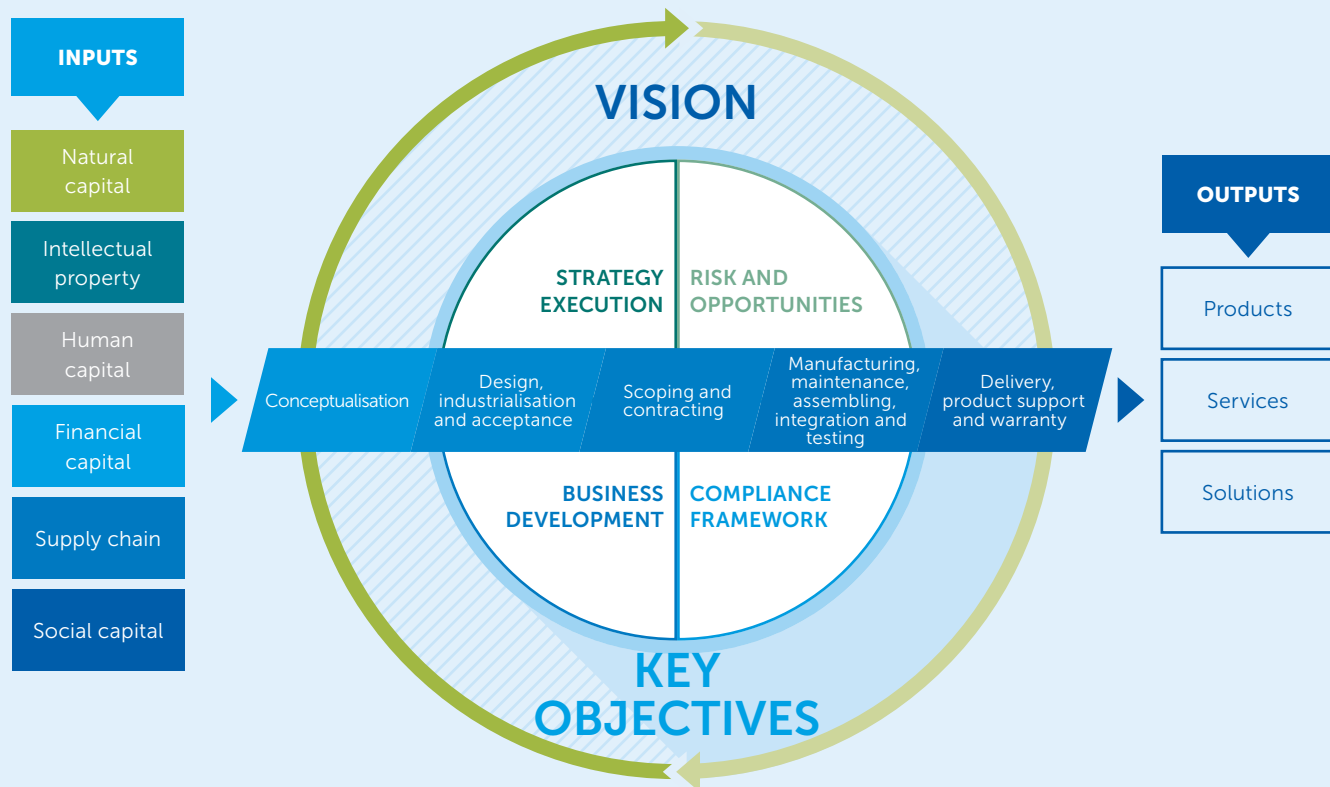 INPUTS
Natural
capital
Intellectual
property
Human
capital
Financial
capital
Supply chain
Social capital
VISION
STRATEGY
EXECUTION
RISK AND
OPPORTUNITIES
Conceptualisation
Design,
industrialisation
and acceptance
Scoping and
contracting
Manufacturing,
maintenance,
assembling,
integration and
testing
Delivery,
product support
and warranty
BUSINESS
DEVELOPMENT
COMPLIANCE
FRAMEWORK
KEY
OBJECTIVES
OUTPUTS
Products
Services
Solutions